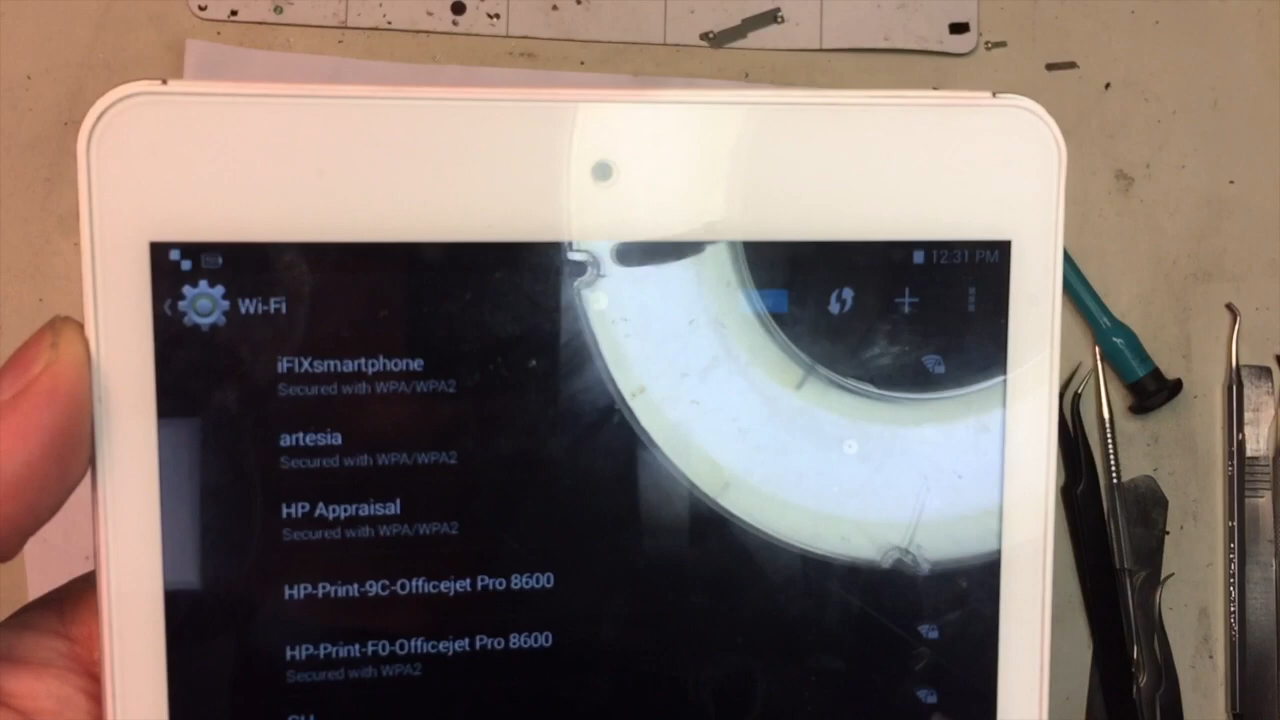 12:31 PM
Wi-Fi
iFIXsmartphone
Secured with WPA/WPA2
artesia
Secured with WPA/WPA2
HP Appraisal
Secured with WPA/WPA2
HP-Print-9C-Officejet Pro 8600
HP-Print-F0-Officejet Pro 8600
Secured with WPA2